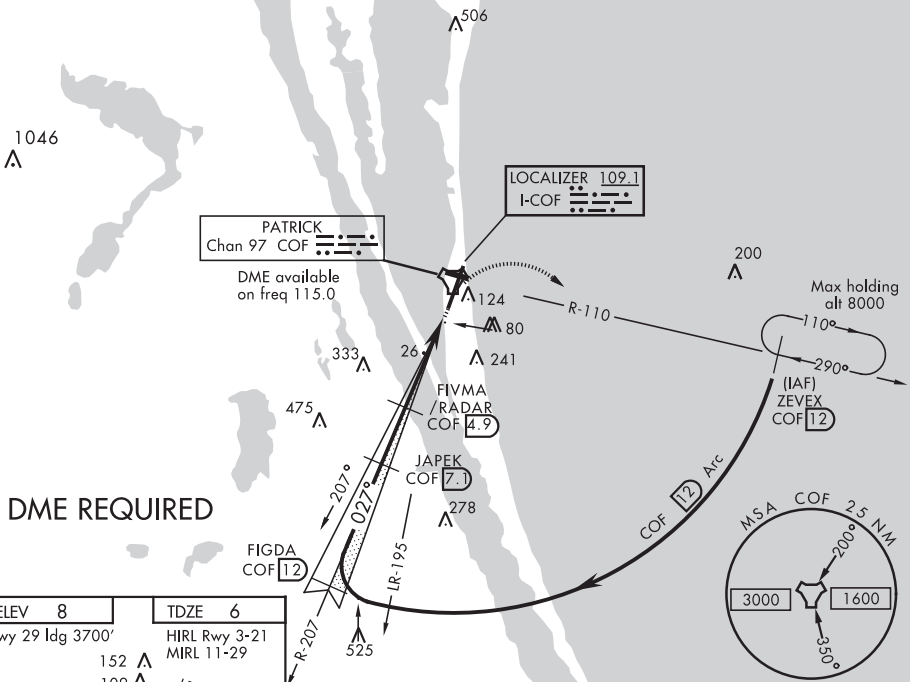 506
1046
LOCALIZER 109.1
I-COF
PATRICK
Chan 97 COF
DME available
on freq 115.0
200
Max holding
alt 8000
124
R-110
110°
290°
80
333
26
241
(IAF)
ZEVEX
COF 12
FIVMA
/RADAR
COF 4.9
475
JAPEK
COF 7.1
207°
027°
278
COF 12 Arc
DME REQUIRED
MSA COF 25 NM
200°
3000
1600
350°
FIGDA
COF 12
LR-195
R-207
525
ELEV 8
TDZE 6
wy 29 ldg 3700'
HIRL Rwy 3-21
MIRL 11-29
152